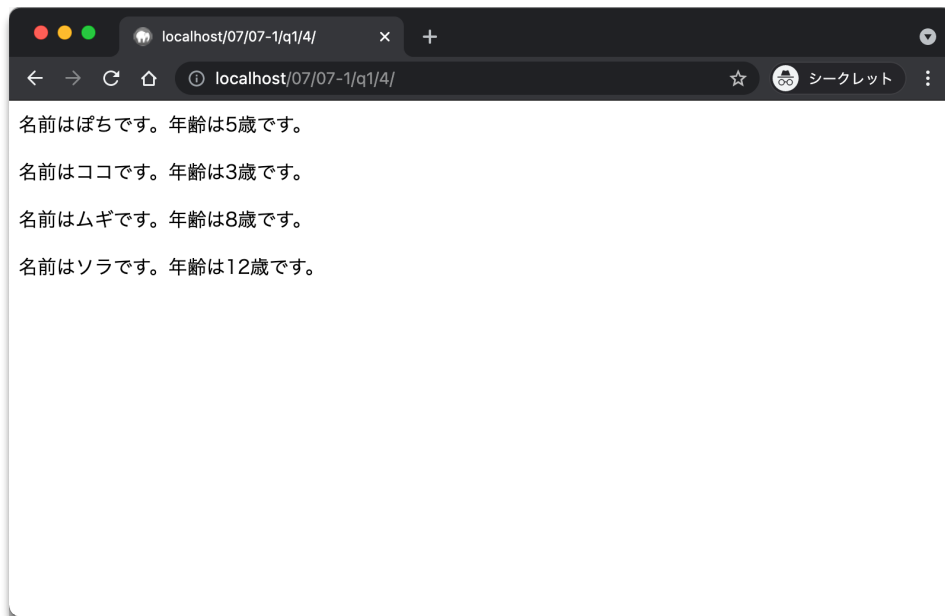 localhost/07/07-1/q1/4/
localhost/07/07-1/q1/4/
シークレット
名前はぽちです。年齢は5歳です。
名前はココです。年齢は3歳です。
名前はムギです。年齢は8歳です。
名前はソラです。年齢は12歳です。